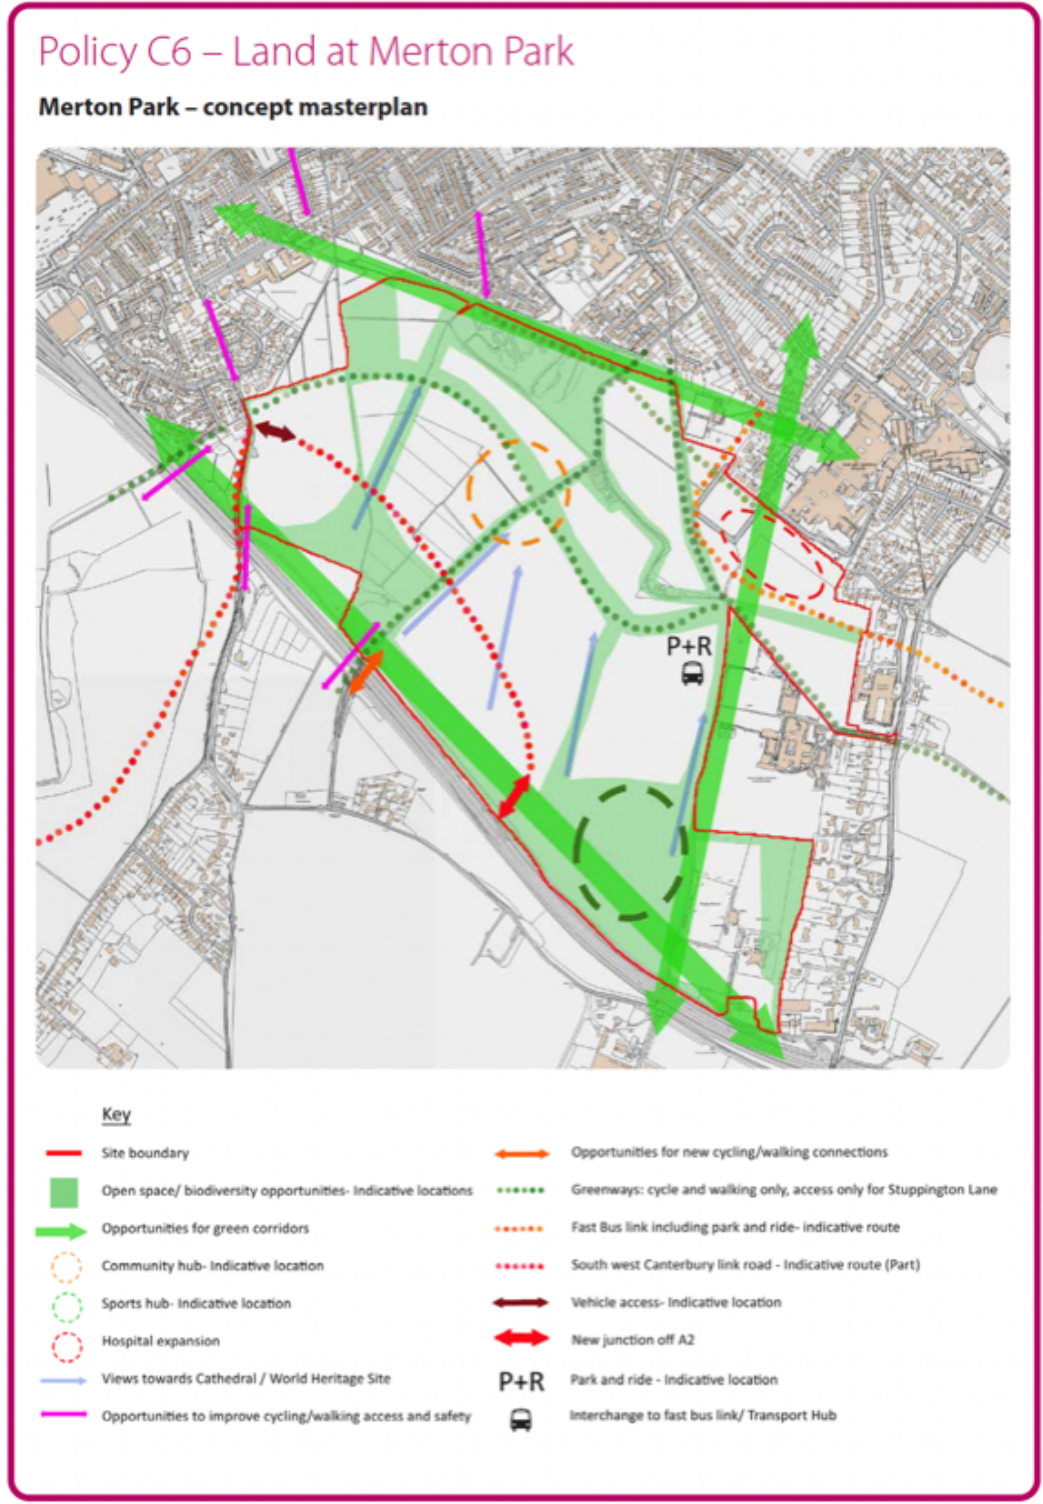 Policy C6 – Land at Merton Park
Merton Park – concept masterplan
P+R
Key
Site boundary
Open space/ biodiversity opportunities- Indicative locations
Opportunities for green corridors
Community hub- Indicative location
Sports hub- Indicative location
Hospital expansion
Views towards Cathedral / World Heritage Site
Opportunities to improve cycling/walking access and safety
Opportunities for new cycling/walking connections
Greenways: cycle and walking only, access only for Stuppington Lane
Fast Bus link including park and ride- indicative route
South west Canterbury link road - Indicative route (Part)
Vehicle access- Indicative location
New junction off A2
P+R
Park and ride - Indicative location
Interchange to fast bus link/ Transport Hub